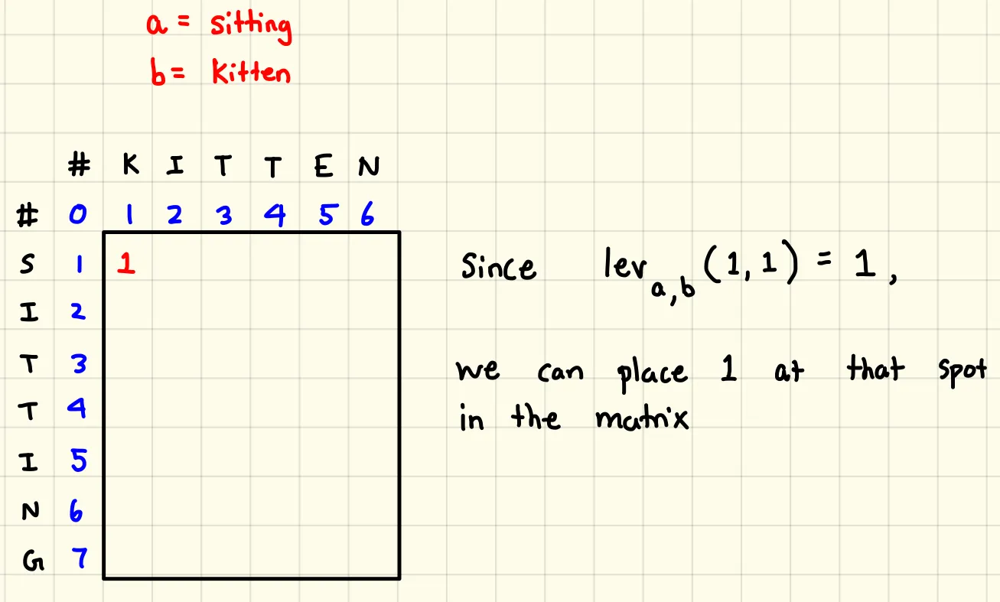 a = sitting
b = kitten
# K I T T E N
# 0 1 2 3 4 5 6
S 1 1
Since lev a,b (1,1) = 1,
I 2
T 3
we can place 1 at that spot
T 4
in the matrix
I 5
N 6
G 7